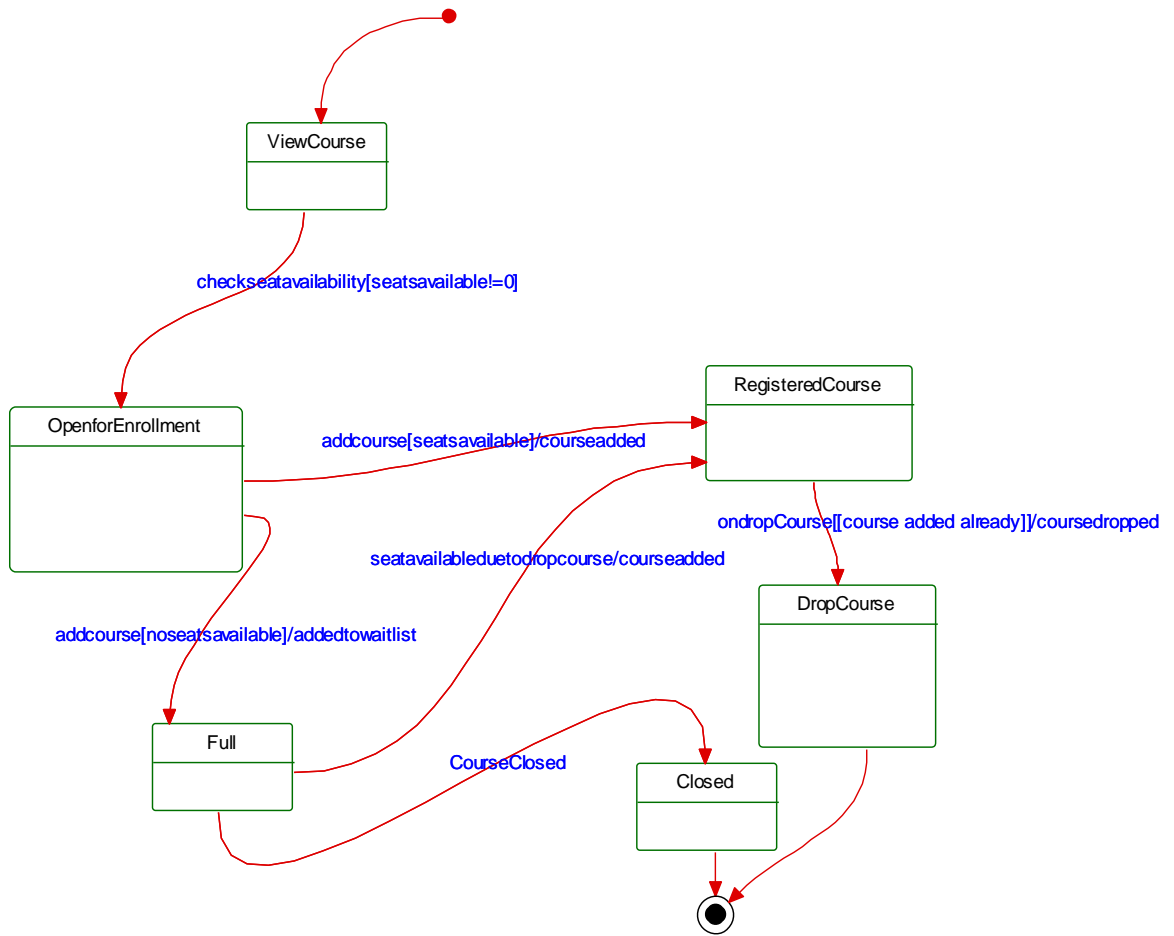 ViewCourse
checkseatavailability[seatsavailable!=0]
RegisteredCourse
OpenforEnrollment
addcourse[seatsavailable]/courseadded
ondropCourse[[course added already]]/coursedropped
seatavailableduetodropcourse/courseadded
DropCourse
addcourse[noseatsavailable]/addedtowaitlist
Full
CourseClosed
Closed